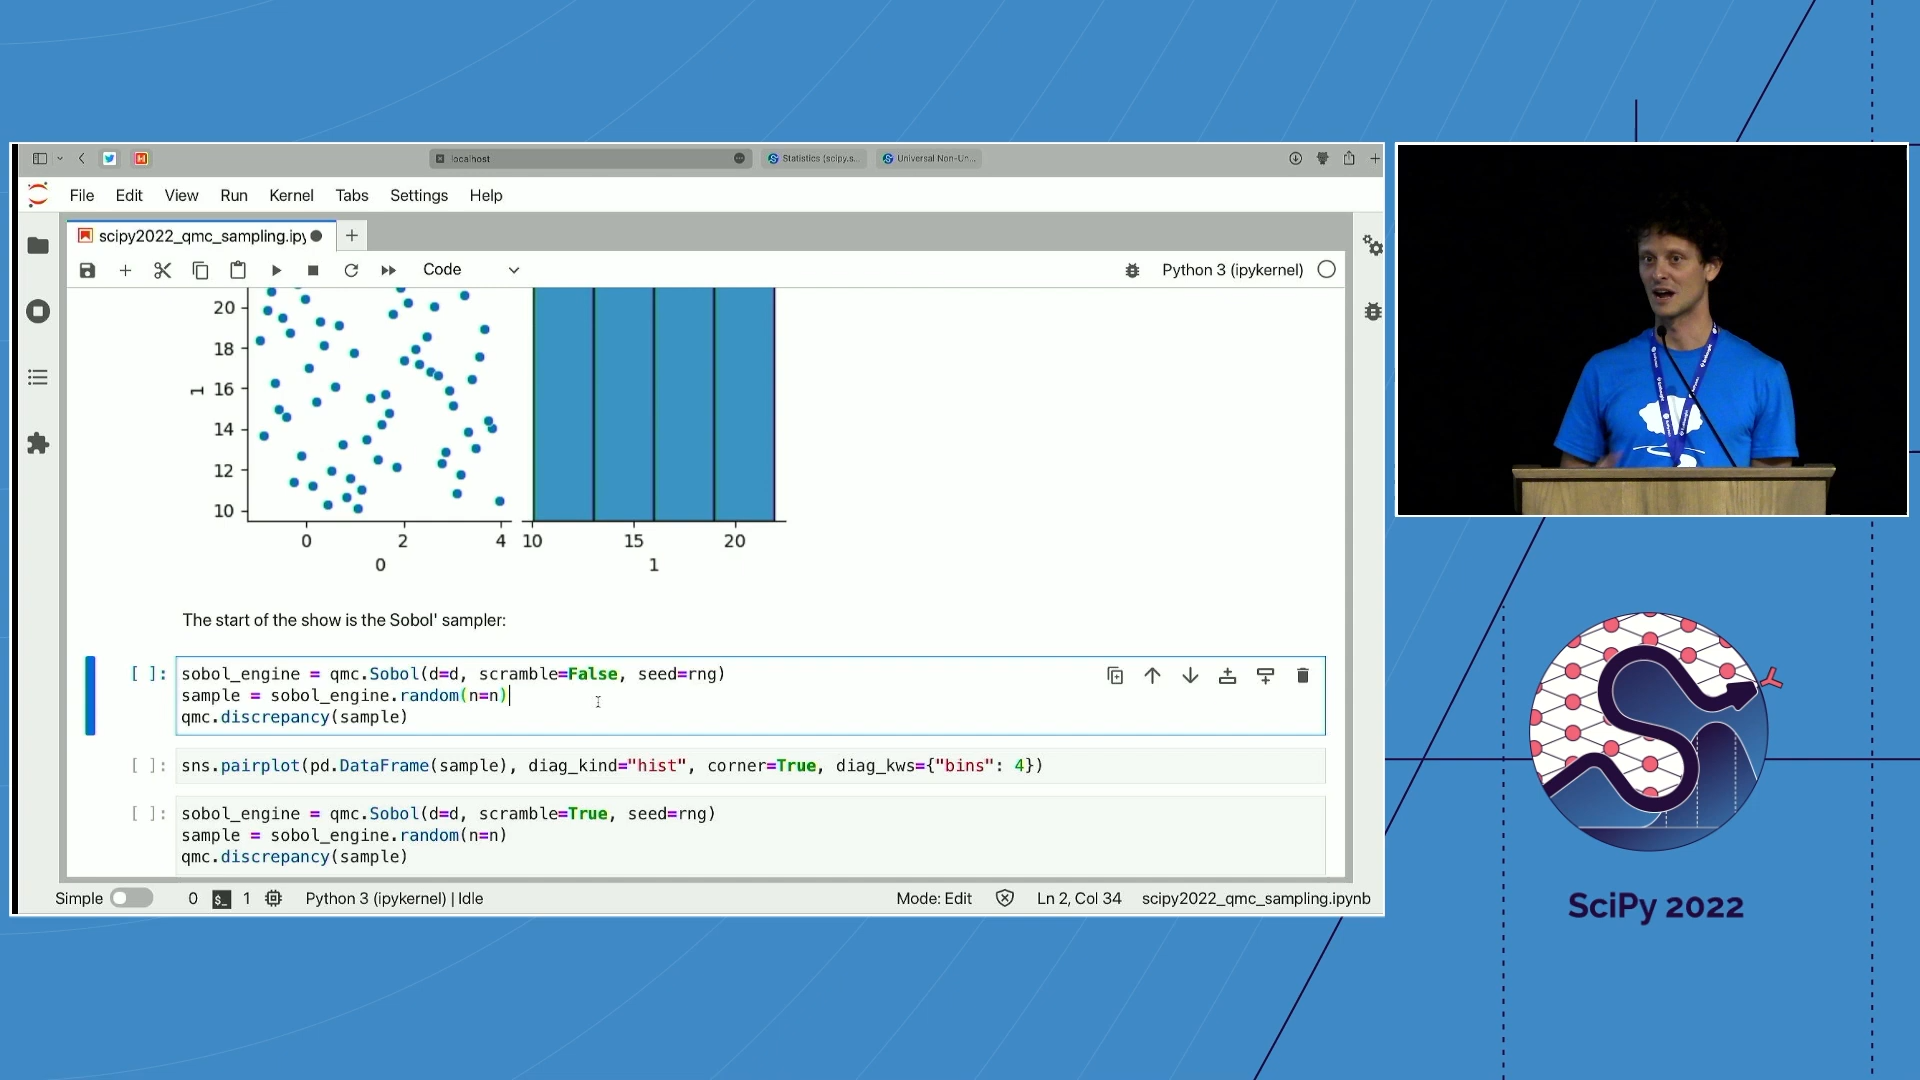 localhost
Statistics (scipy.s...
Universal Non-Un...
File Edit View Run Kernel Tabs Settings Help
scipy2022_qmc_sampling.ipy
Code
Python 3 (ipykernel)
20
18
16
14
12
10
1
0 2 4
0
10 15 20
1
The start of the show is the Sobol' sampler:
[ ]:
sobol_engine = qmc.Sobol(d=d, scramble=False, seed=rng)
sample = sobol_engine.random(n=n)
qmc.discrepancy(sample)
[ ]:
sns.pairplot(pd.DataFrame(sample), diag_kind="hist", corner=True, diag_kws={"bins": 4})
[ ]:
sobol_engine = qmc.Sobol(d=d, scramble=True, seed=rng)
sample = sobol_engine.random(n=n)
qmc.discrepancy(sample)
Simple 0 $_ 1 Python 3 (ipykernel) | Idle Mode: Edit Ln 2, Col 34 scipy2022_qmc_sampling.ipynb
SciPy 2022